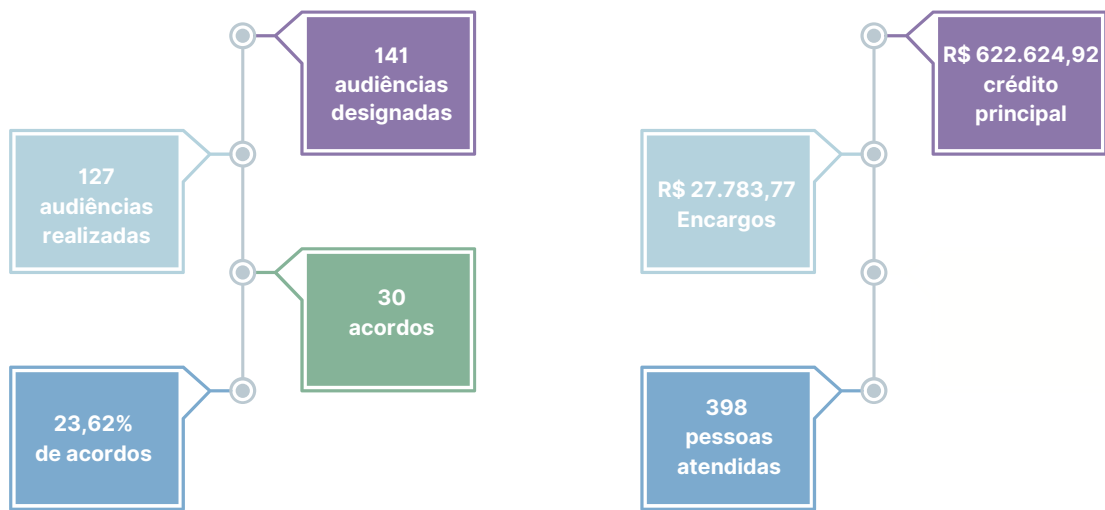 141
audiências
designadas
127
audiências
realizadas
30
acordos
23,62%
de acordos
R$ 622.624,92
crédito
principal
R$ 27.783,77
Encargos
398
pessoas
atendidas